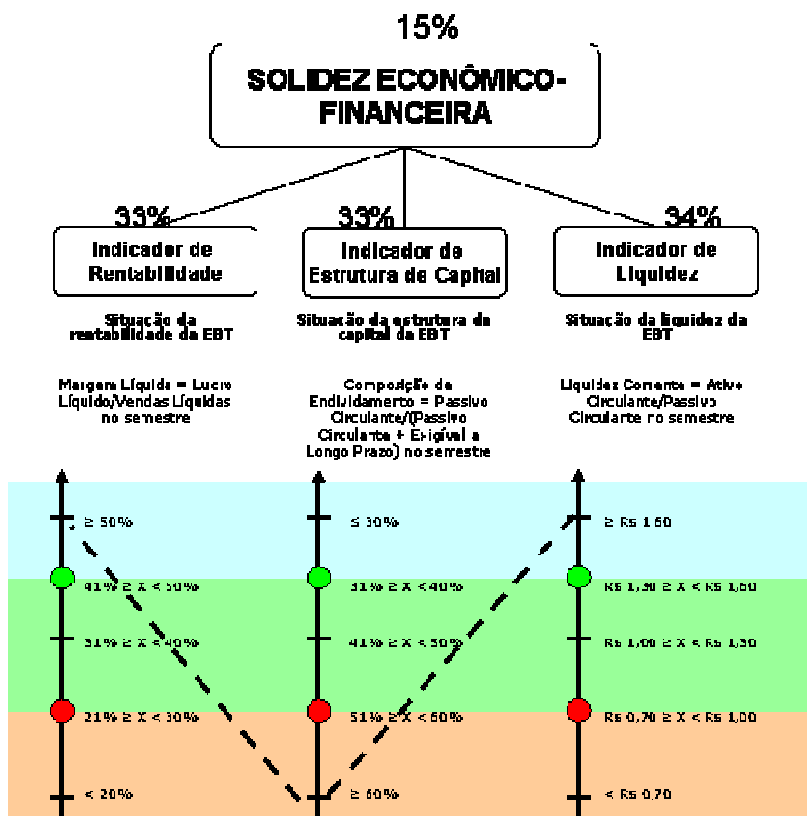 15%
SOLIDEZ ECONÔMICO-
FINANCEIRA
33%
Indicador de
Rentabilidade
Situação da
rentabilidade da EBT
Margem Líquida = Lucro
Líquido/Vendas Líquidas
no semestre
33%
Indicador de
Estrutura de Capital
Situação da estrutura de
capital da EBT
Composição de
Endividamento = Passivo
Circulante/(Passivo
Circulante + Exigível a
Longo Prazo) no semestre
34%
Indicador de
Liquidez
Situação da liquidez da
EBT
Liquidez Corrente = Ativo
Circulante/Passivo
Circulante no semestre
≥ 50%
41% ≥ X < 50%
31% ≥ X < 40%
21% ≥ X < 30%
< 20%
≤ 30%
31% ≥ X < 40%
41% ≥ X < 50%
51% ≥ X < 60%
≥ 60%
≥ R$ 1,60
R$ 1,30 ≥ X < R$ 1,60
R$ 1,00 ≥ X < R$ 1,30
R$ 0,70 ≥ X < R$ 1,00
< R$ 0,70